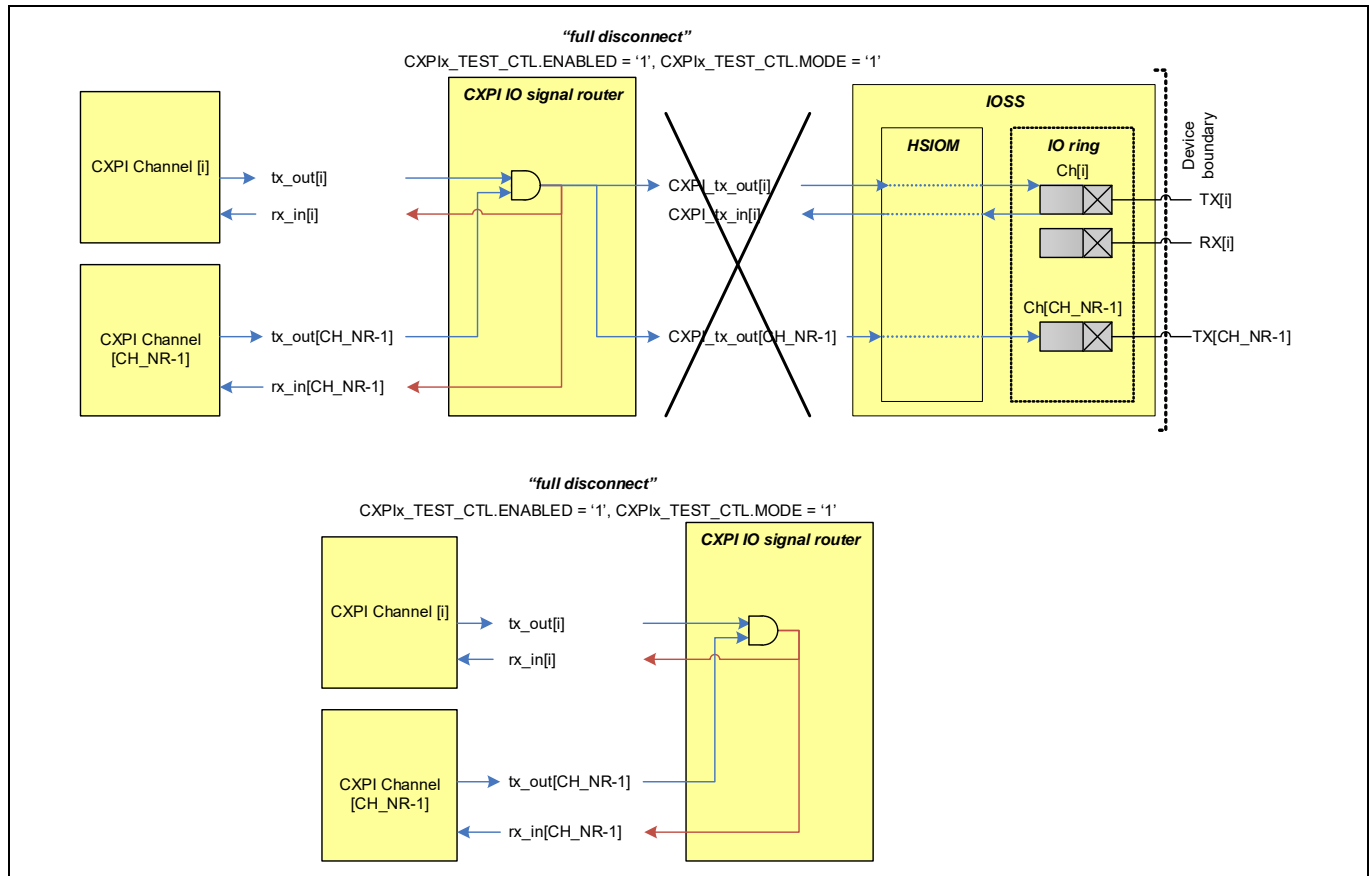 “full disconnect”
CXPIx_TEST_CTL.ENABLED = ‘1’, CXPIx_TEST_CTL.MODE = ‘1’
CXPI IO signal router
IOSS
HSIOM
IO ring
Device
boundary
CXPI Channel [i]
tx_out[i]
rx_in[i]
CXPI_tx_out[i]
CXPI_tx_in[i]
Ch[i]
TX[i]
RX[i]
CXPI Channel
[CH_NR-1]
tx_out[CH_NR-1]
rx_in[CH_NR-1]
CXPI_tx_out[CH_NR-1]
Ch[CH_NR-1]
TX[CH_NR-1]
“full disconnect”
CXPIx_TEST_CTL.ENABLED = ‘1’, CXPIx_TEST_CTL.MODE = ‘1’
CXPI IO signal router
CXPI Channel [i]
tx_out[i]
rx_in[i]
CXPI Channel
[CH_NR-1]
tx_out[CH_NR-1]
rx_in[CH_NR-1]